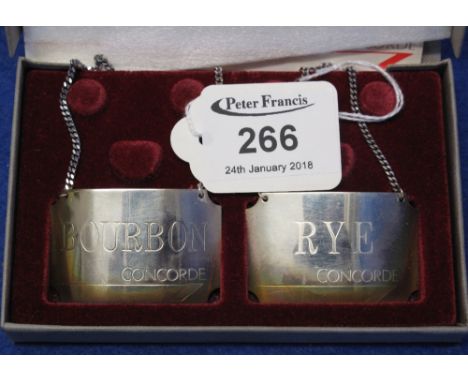 Peter Francis
266
24th January 2018
BOURBON
CONCORDE
RYE
CONCORDE